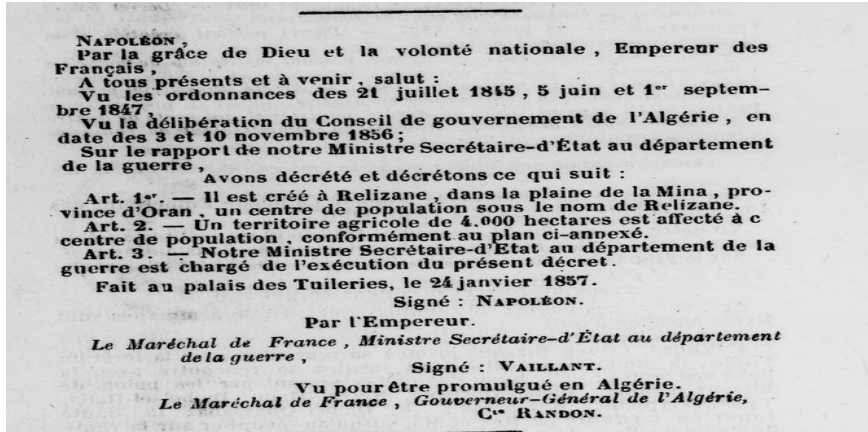 NAPOLÉON,
Par la grâce de Dieu et la volonté nationale, Empereur des
Français,
A tous présents et à venir, salut :
Vu les ordonnances des 21 juillet 1845, 5 juin et 1er septem–
bre 1847,
Vu la délibération du Conseil de gouvernement de l'Algérie, en
date des 3 et 10 novembre 1856;
Sur le rapport de notre Ministre Secrétaire–d'État au département
de la guerre,
Avons décrété et décrétons ce qui suit :
Art. 1er. — Il est créé à Relizane, dans la plaine de la Mina, pro–
vince d'Oran, un centre de population sous le nom de Relizane.
Art. 2. — Un territoire agricole de 4.000 hectares est affecté à c
centre de population, conformément au plan ci–annexé.
Art. 3. — Notre Ministre Secrétaire–d'Etat au département de la
guerre est chargé de l'exécution du présent décret.
Fait au palais des Tuileries, le 24 janvier 1857.
Signé : NAPOLÉON.
Par l'Empereur.
Le Maréchal de France, Ministre Secrétaire–d'État au département
de la guerre,
Signé : VAILLANT.
Vu pour être promulgué en Algérie.
Le Maréchal de France, Gouverneur–Général de l'Algérie,
Cte RANDON.